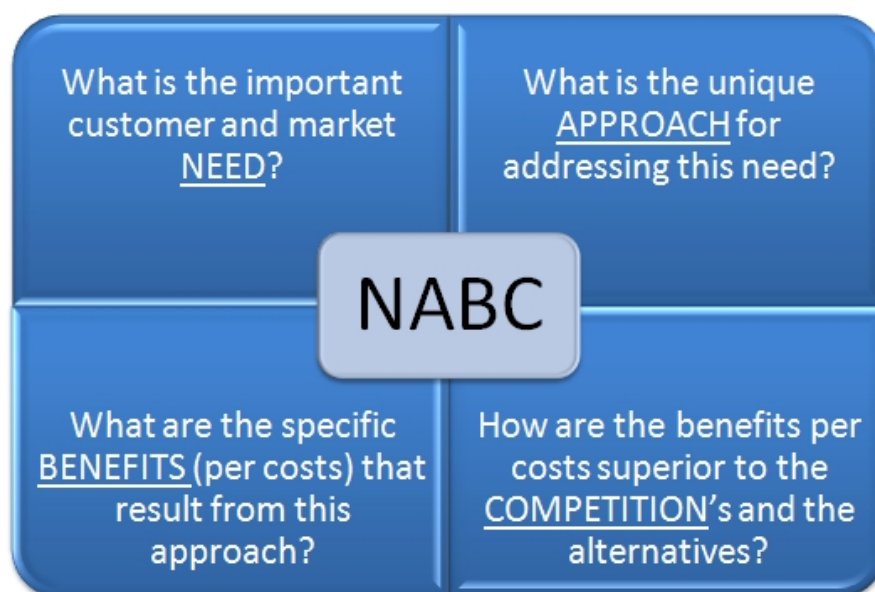 What is the important
customer and market
NEED?
What is the unique
APPROACH for
addressing this need?
NABC
What are the specific
BENEFITS (per costs) that
result from this
approach?
How are the benefits per
costs superior to the
COMPETITION's and the
alternatives?